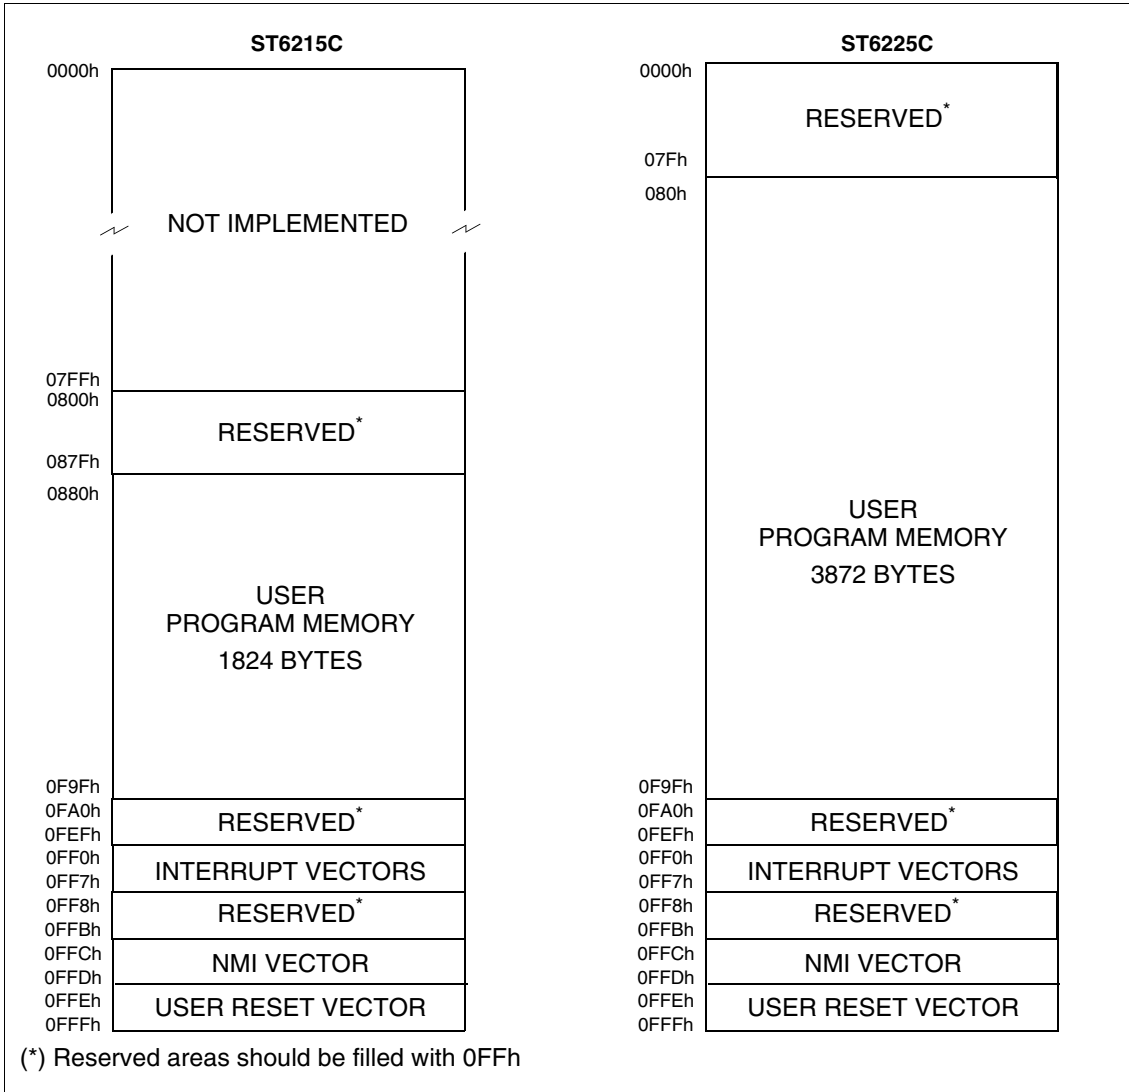 ST6215C
0000h
NOT IMPLEMENTED
07FFh
0800h
RESERVED*
087Fh
0880h
USER
PROGRAM MEMORY
1824 BYTES
0F9Fh
0FA0h
RESERVED*
0FEFh
0FF0h
INTERRUPT VECTORS
0FF7h
0FF8h
RESERVED*
0FFBh
0FFCh
NMI VECTOR
0FFDh
0FFEh
USER RESET VECTOR
0FFFh
ST6225C
0000h
RESERVED*
07Fh
080h
USER
PROGRAM MEMORY
3872 BYTES
0F9Fh
0FA0h
RESERVED*
0FEFh
0FF0h
INTERRUPT VECTORS
0FF7h
0FF8h
RESERVED*
0FFBh
0FFCh
NMI VECTOR
0FFDh
0FFEh
USER RESET VECTOR
0FFFh
(*) Reserved areas should be filled with 0FFh